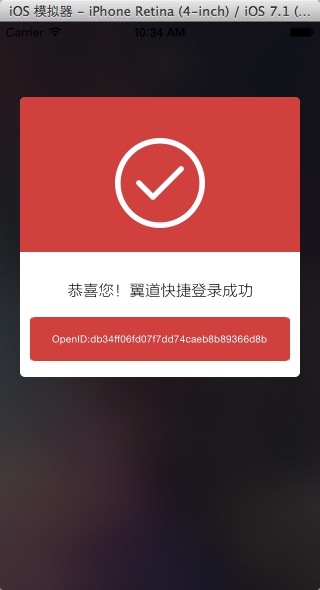 iOS 模拟器 - iPhone Retina (4-inch) / iOS 7.1 (...
Carrier 10:34 AM
恭喜您！翼道快捷登录成功
OpenID:db34ff06fd07f7dd74caeb8b89366d8b